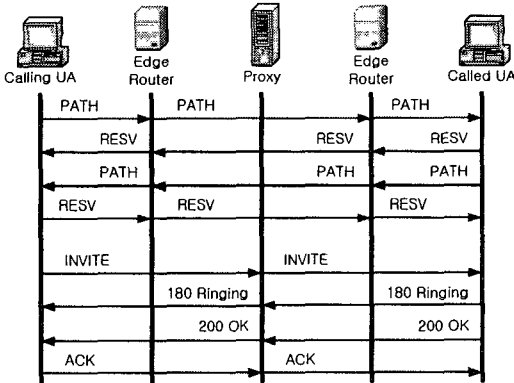 Calling UA
Edge Router
Proxy
Edge Router
Called UA
PATH PATH PATH
RESV RESV RESV
PATH PATH PATH
RESV RESV RESV
INVITE INVITE
180 Ringing 180 Ringing
200 OK 200 OK
ACK ACK